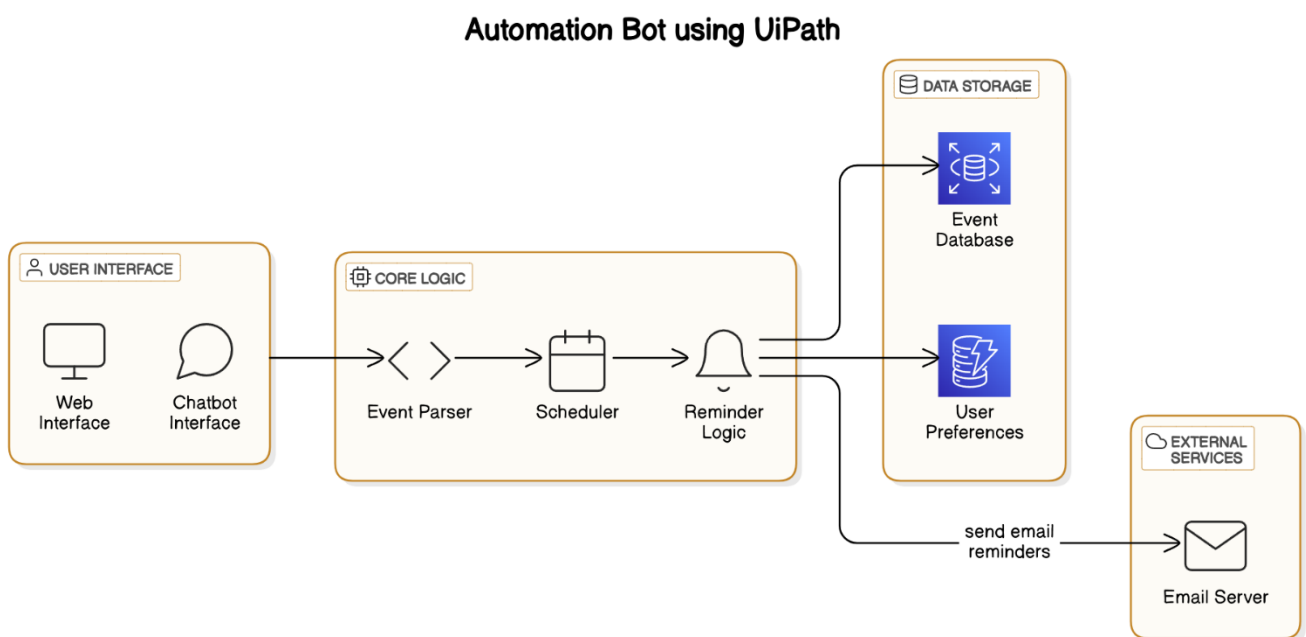 Automation Bot using UiPath
USER INTERFACE
Web
Interface
Chatbot
Interface
CORE LOGIC
Event Parser
Scheduler
Reminder
Logic
DATA STORAGE
Event
Database
User
Preferences
send email
reminders
EXTERNAL
SERVICES
Email Server